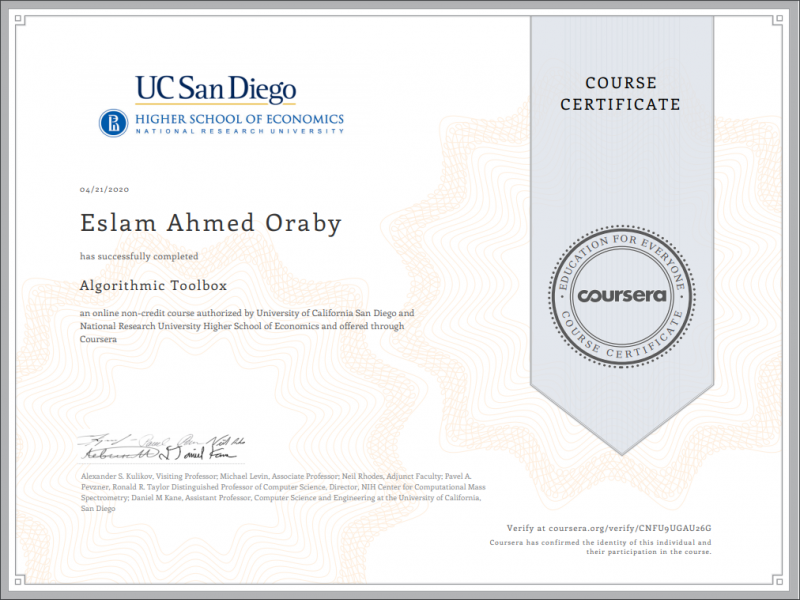 UC San Diego
HIGHER SCHOOL OF ECONOMICS
NATIONAL RESEARCH UNIVERSITY
COURSE
CERTIFICATE
04/21/2020
Eslam Ahmed Oraby
has successfully completed
Algorithmic Toolbox
an online non-credit course authorized by University of California San Diego and
National Research University Higher School of Economics and offered through
Coursera
EDUCATION FOR EVERYONE
coursera
COURSE CERTIFICATE
Alexander S. Kulikov, Visiting Professor; Michael Levin, Associate Professor; Neil Rhodes, Adjunct Faculty; Pavel A.
Pevzner, Ronald R. Taylor Distinguished Professor of Computer Science, Director, NIH Center for Computational Mass
Spectrometry; Daniel M Kane, Assistant Professor, Computer Science and Engineering at the University of California,
San Diego
Verify at coursera.org/verify/CNFU9UGAU26G
Coursera has confirmed the identity of this individual and
their participation in the course.